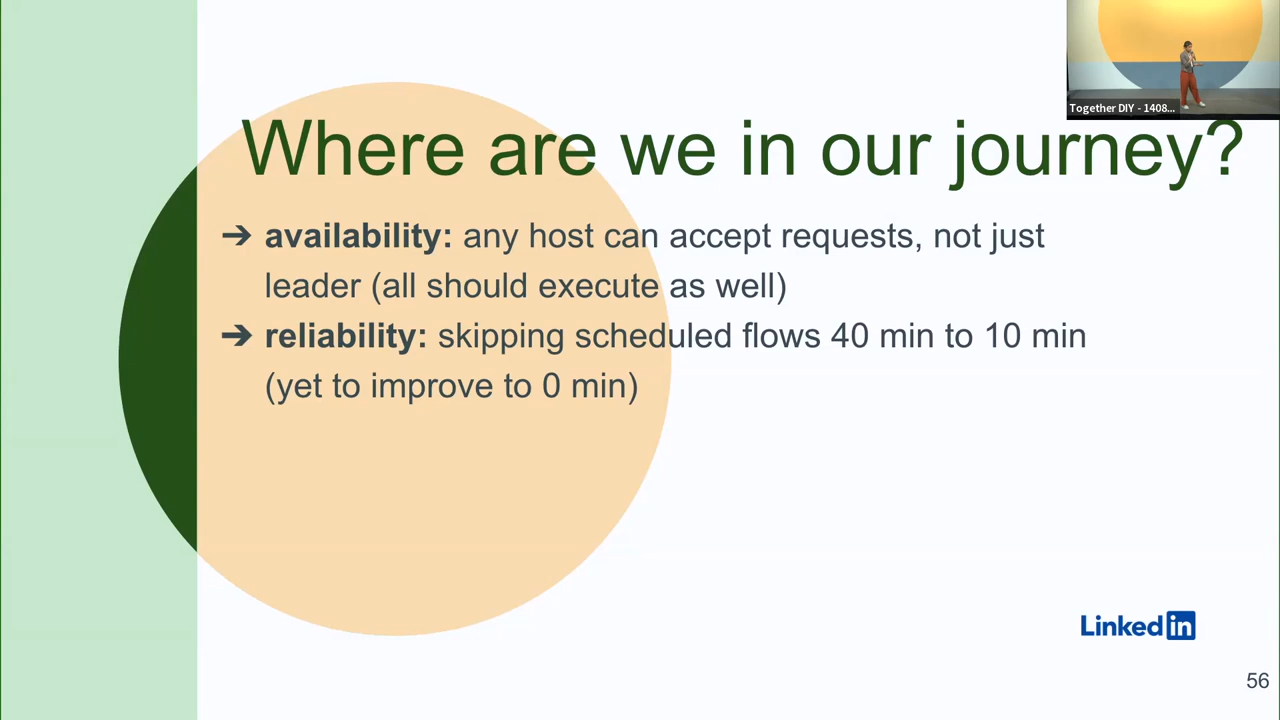 Together DIY - 1408...
Where are we in our journey?
➔ availability: any host can accept requests, not just
leader (all should execute as well)
➔ reliability: skipping scheduled flows 40 min to 10 min
(yet to improve to 0 min)
Linked in
56